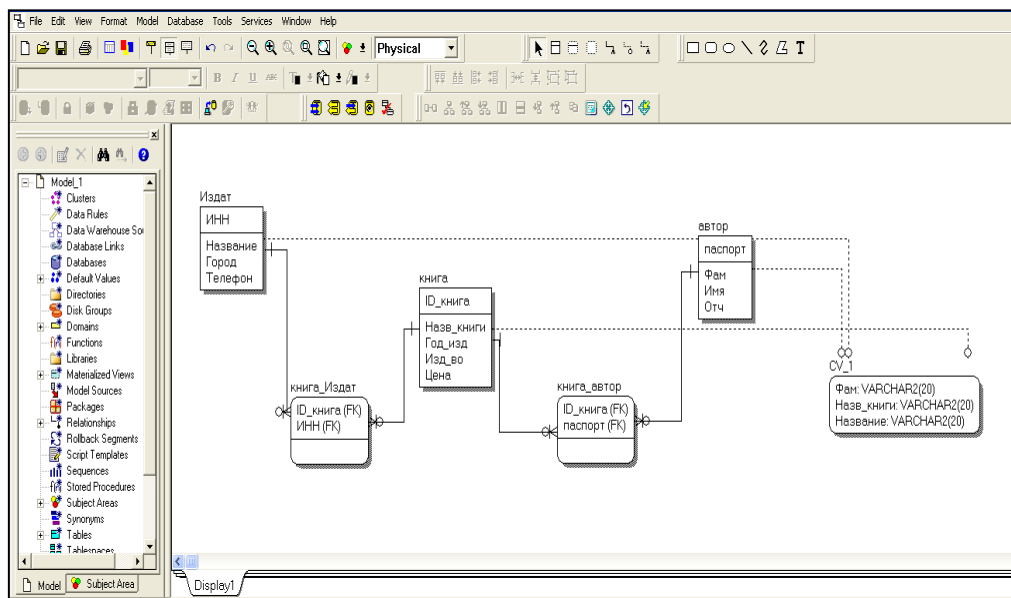 File Edit View Format Model Database Tools Services Window Help
Physical
B I U ABC T
Model_1
Clusters
Data Rules
Data Warehouse Sou
Database Links
Databases
Default Values
Directories
Disk Groups
Domains
Functions
Libraries
Materialized Views
Model Sources
Packages
Relationships
Rollback Segments
Script Templates
Sequences
Stored Procedures
Subject Areas
Synonyms
Tables
Tablespaces
Model
Subject Area
Издат
ИНН
Название
Город
Телефон
книга
ID_книга
Назв_книги
Год_изд
Изд_во
Цена
автор
паспорт
Фам
Имя
Отч
книга_Издат
ID_книга (FK)
ИНН (FK)
книга_автор
ID_книга (FK)
паспорт (FK)
CV_1
Фам: VARCHAR2(20)
Назв_книги: VARCHAR2(20)
Название: VARCHAR2(20)
Display1